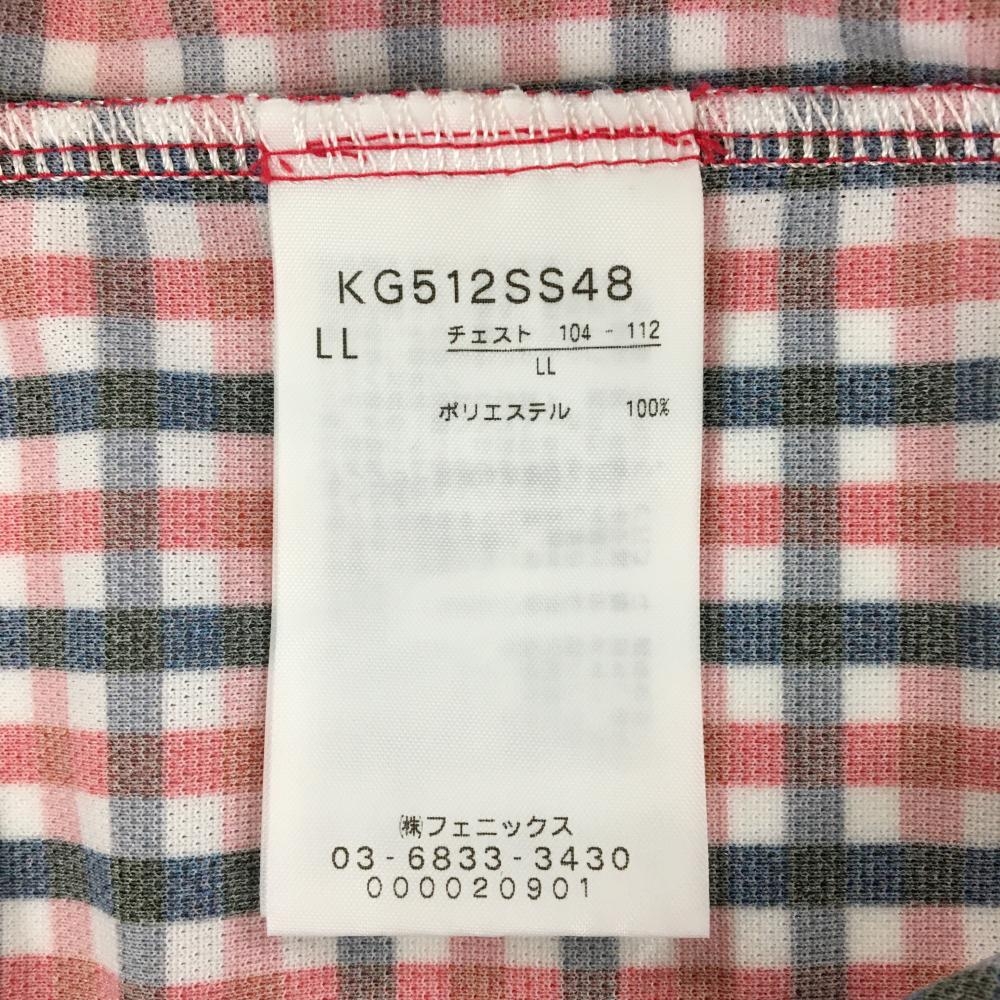 KG512SS48
LL チェスト 104 - 112
LL
ポリエステル 100%
㈱フェニックス
03-6833-3430
000020901